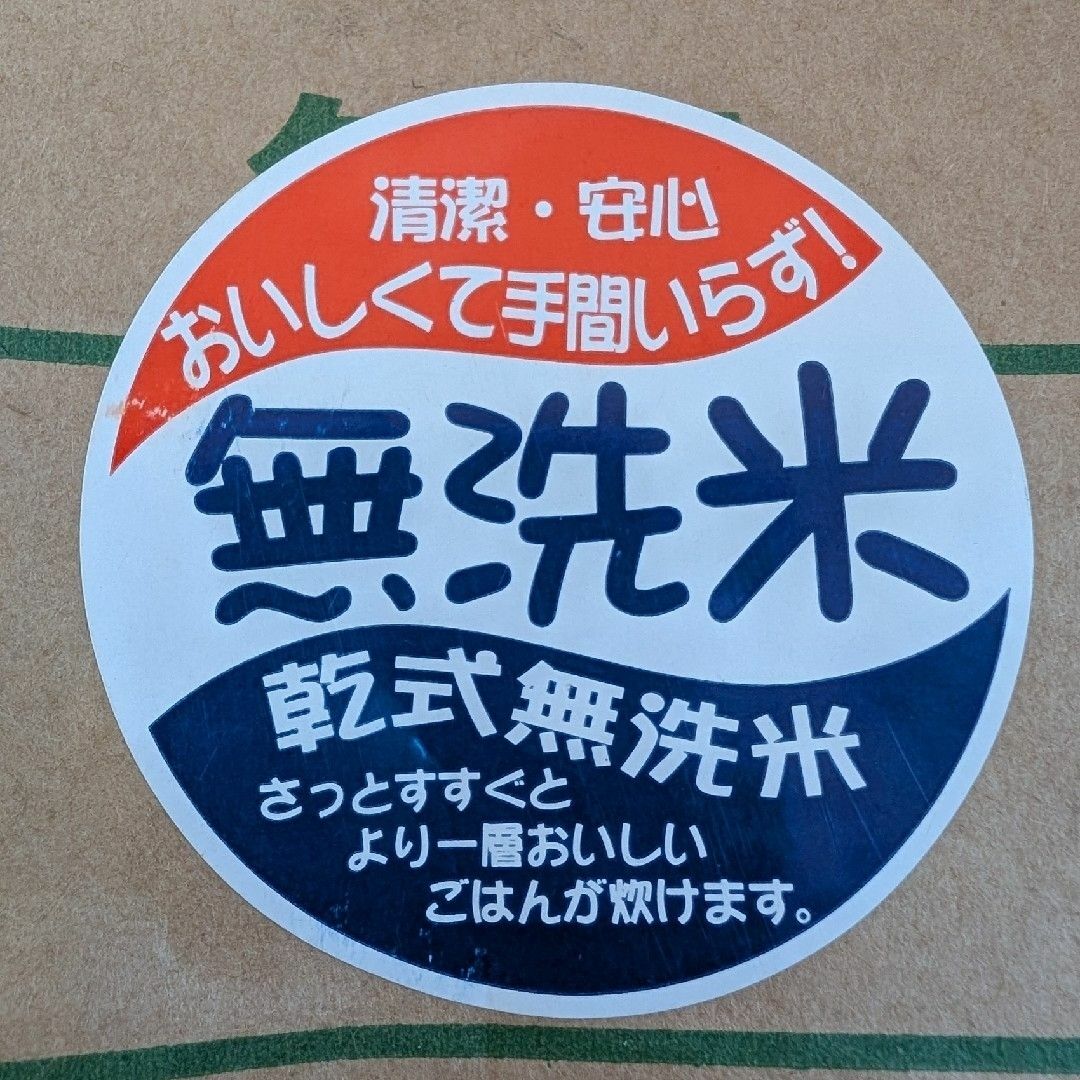 清潔・安心
おいしくて手間いらず!
無洗米
乾式無洗米
さっとすすぐと
より一層おいしい
ごはんが炊けます。